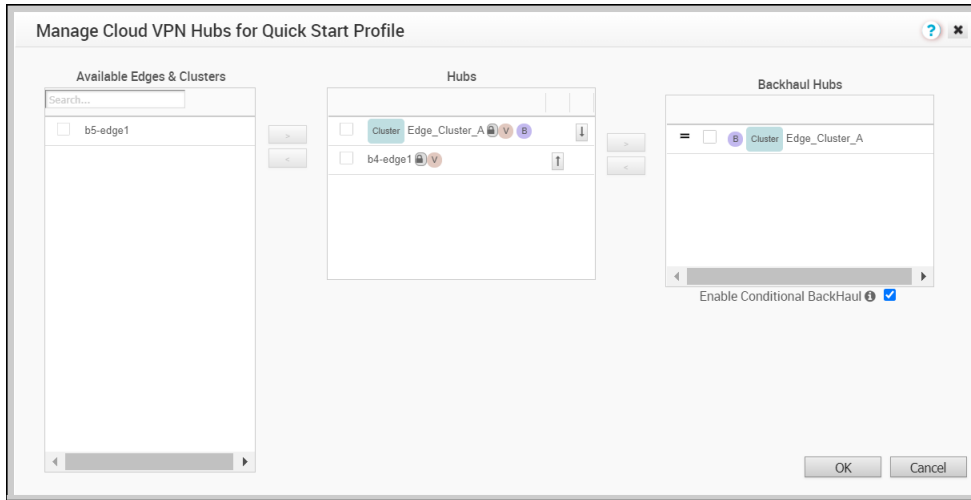 Manage Cloud VPN Hubs for Quick Start Profile
?
Available Edges & Clusters
Search...
b5-edge1
>
<
Hubs
Cluster Edge_Cluster_A V B
b4-edge1 V
>
<
Backhaul Hubs
B Cluster Edge_Cluster_A
Enable Conditional BackHaul
OK
Cancel